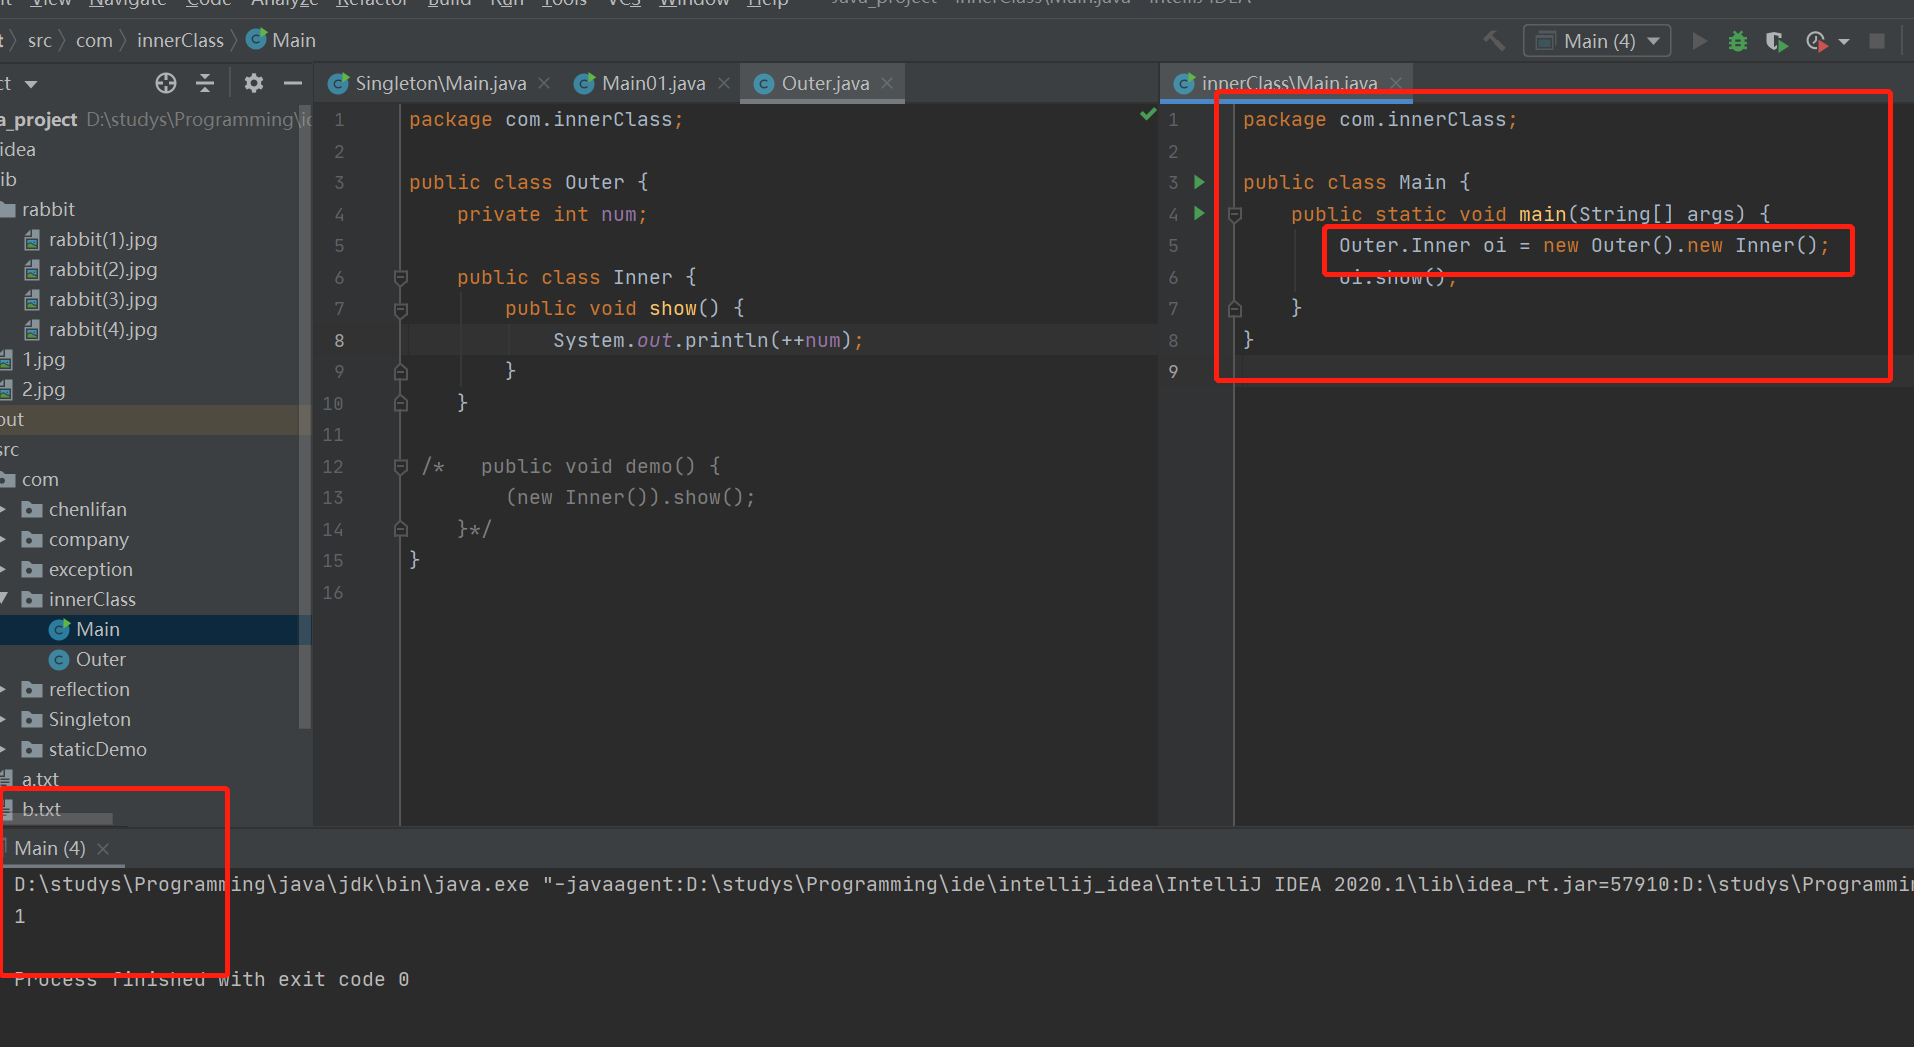 View Navigate Code Analyze Refactor Build Run Tools VCS Window Help Java_project - innerClass\Main.java - IntelliJ IDEA
src com innerClass Main
Main (4)
Singleton\Main.java
Main01.java
Outer.java
innerClass\Main.java
a_project D:\studys\Programming\id
idea
ib
rabbit
rabbit(1).jpg
rabbit(2).jpg
rabbit(3).jpg
rabbit(4).jpg
1.jpg
2.jpg
out
src
com
chenlifan
company
exception
innerClass
Main
Outer
reflection
Singleton
staticDemo
a.txt
b.txt
1 package com.innerClass;
2
3 public class Outer {
4 private int num;
5
6 public class Inner {
7 public void show() {
8 System.out.println(++num);
9 }
10 }
11
12 /* public void demo() {
13 (new Inner()).show();
14 }*/
15 }
16
1 package com.innerClass;
2
3 public class Main {
4 public static void main(String[] args) {
5 Outer.Inner oi = new Outer().new Inner();
6 oi.show();
7 }
8 }
9
Main (4)
D:\studys\Programming\java\jdk\bin\java.exe "-javaagent:D:\studys\Programming\ide\intellij_idea\IntelliJ IDEA 2020.1\lib\idea_rt.jar=57910:D:\studys\Programmin
1
Process finished with exit code 0